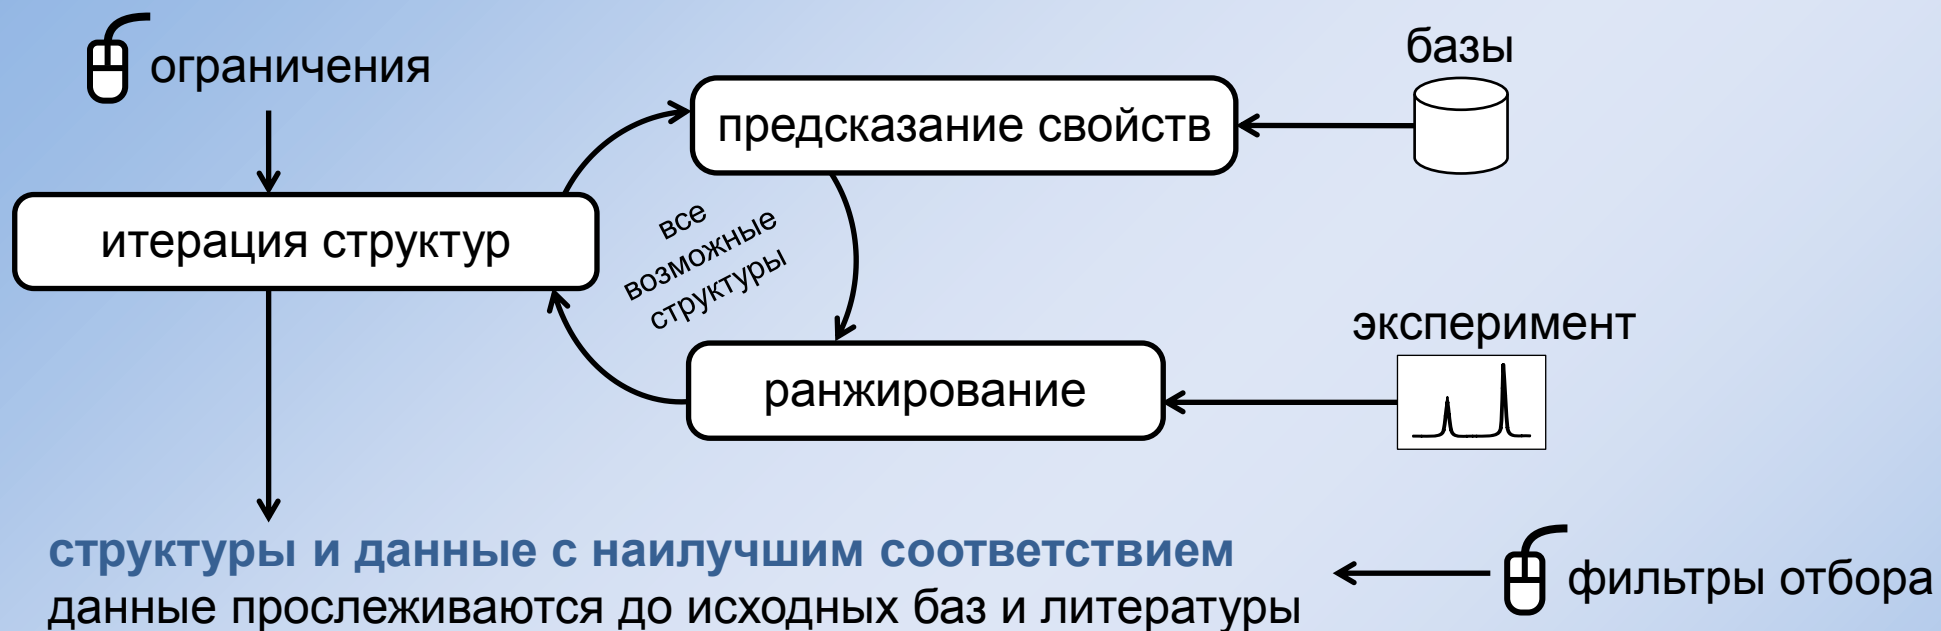 ограничения
базы
предсказание свойств
итерация структур
все
возможные
структуры
эксперимент
ранжирование
структуры и данные с наилучшим соответствием
данные прослеживаются до исходных баз и литературы
фильтры отбора